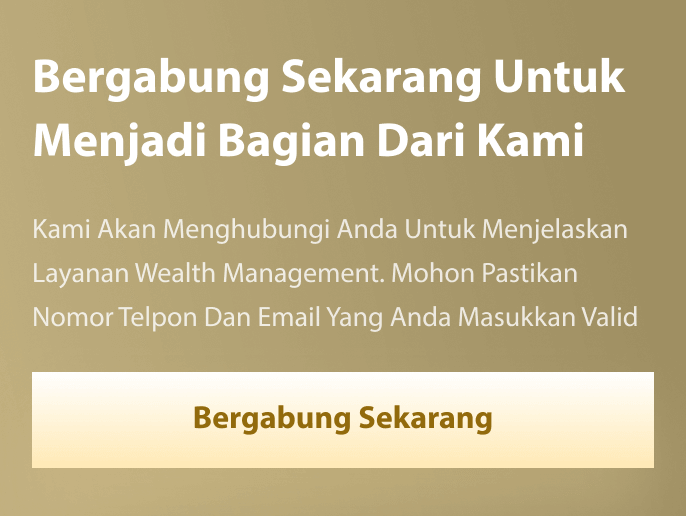 Bergabung Sekarang Untuk
Menjadi Bagian Dari Kami
Kami Akan Menghubungi Anda Untuk Menjelaskan
Layanan Wealth Management. Mohon Pastikan
Nomor Telpon Dan Email Yang Anda Masukkan Valid
Bergabung Sekarang